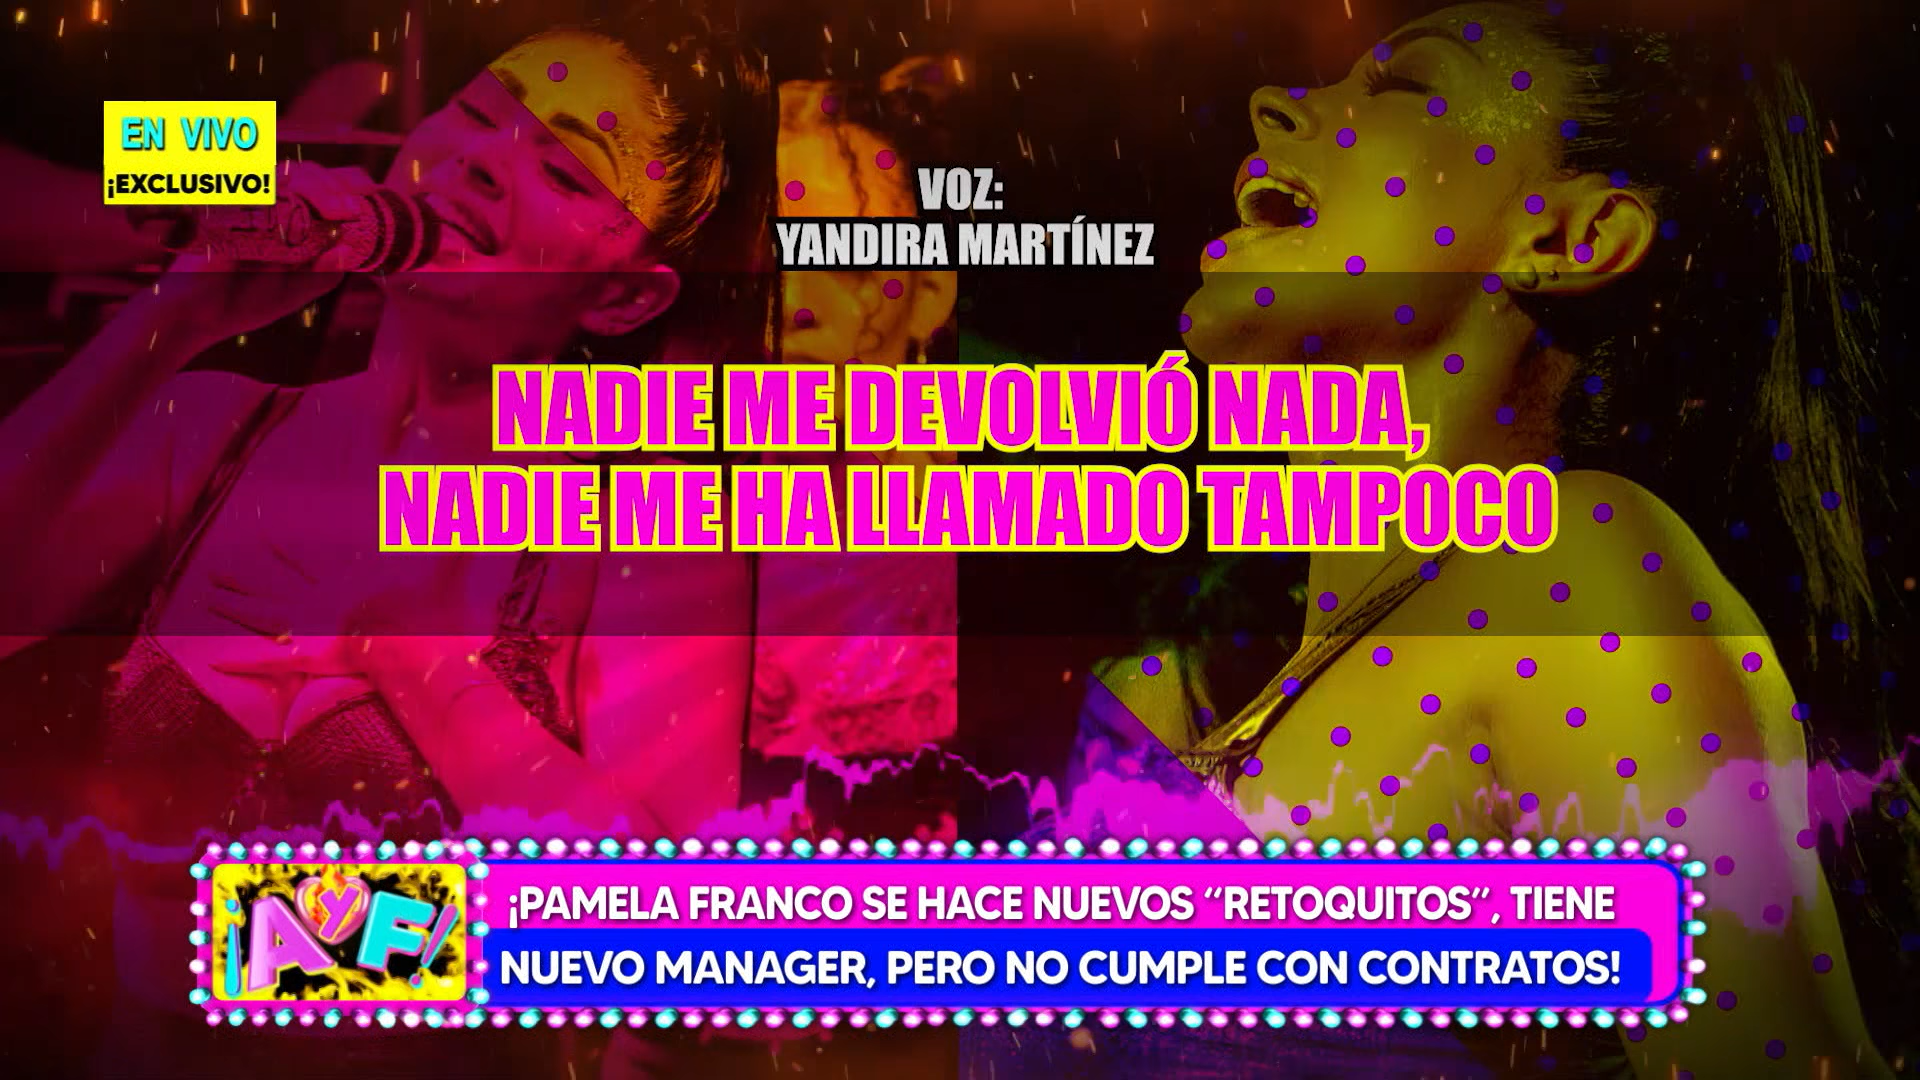 EN VIVO
¡EXCLUSIVO!
VOZ:
YANDIRA MARTÍNEZ
NADIE ME DEVOLVIÓ NADA,
NADIE ME HA LLAMADO TAMPOCO
¡AYF!
¡PAMELA FRANCO SE HACE NUEVOS “RETOQUITOS”, TIENE
NUEVO MANAGER, PERO NO CUMPLE CON CONTRATOS!